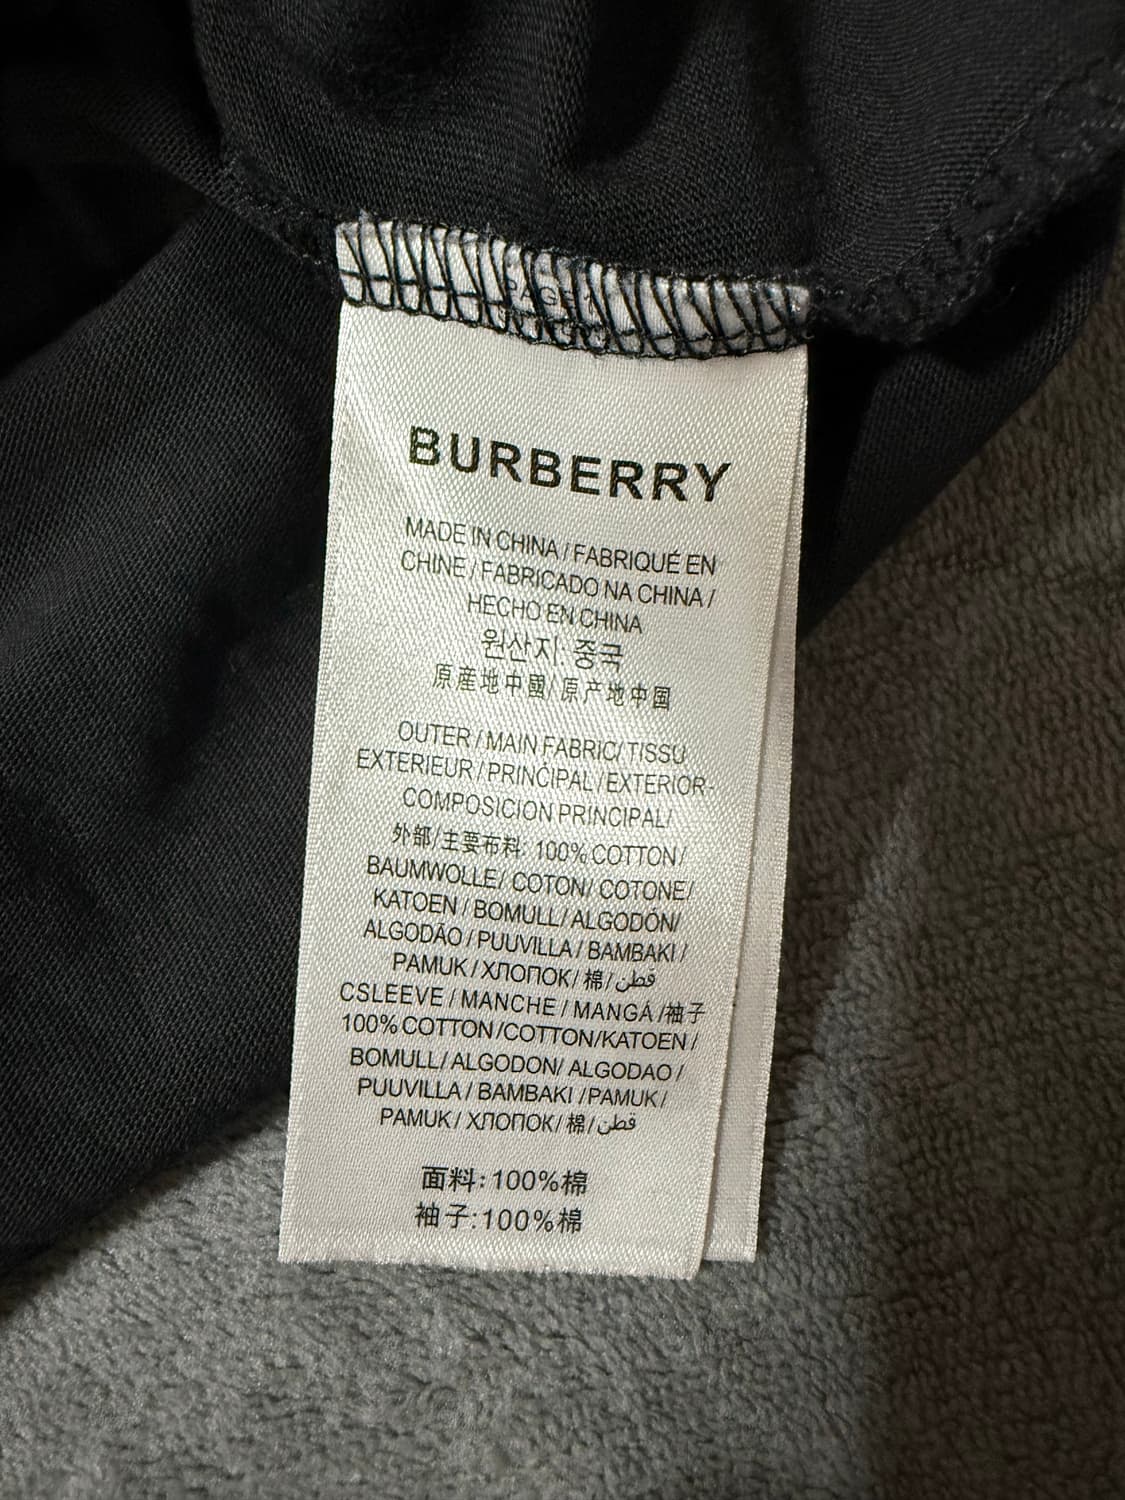 PAGE 1
BURBERRY
MADE IN CHINA / FABRIQUÉ EN
CHINE / FABRICADO NA CHINA /
HECHO EN CHINA
원산지: 중국
原産地中國/原产地中国
OUTER / MAIN FABRIC/ TISSU
EXTERIEUR / PRINCIPAL / EXTERIOR-
COMPOSICION PRINCIPAL/
外部/主要布料: 100% COTTON /
BAUMWOLLE/ COTON/ COTONE/
KATOEN / BOMULL/ ALGODÓN/
ALGODÃO / PUUVILLA / BAMBAKI /
PAMUK / ХЛОПОК / 棉 / قطن
CSLEEVE / MANCHE / MANGÁ /袖子
100% COTTON /COTTON/KATOEN /
BOMULL/ ALGODON/ ALGODAO /
PUUVILLA / BAMBAKI /PAMUK /
PAMUK / ХЛОПОК / 棉 / قطن
面料: 100%棉
袖子: 100%棉